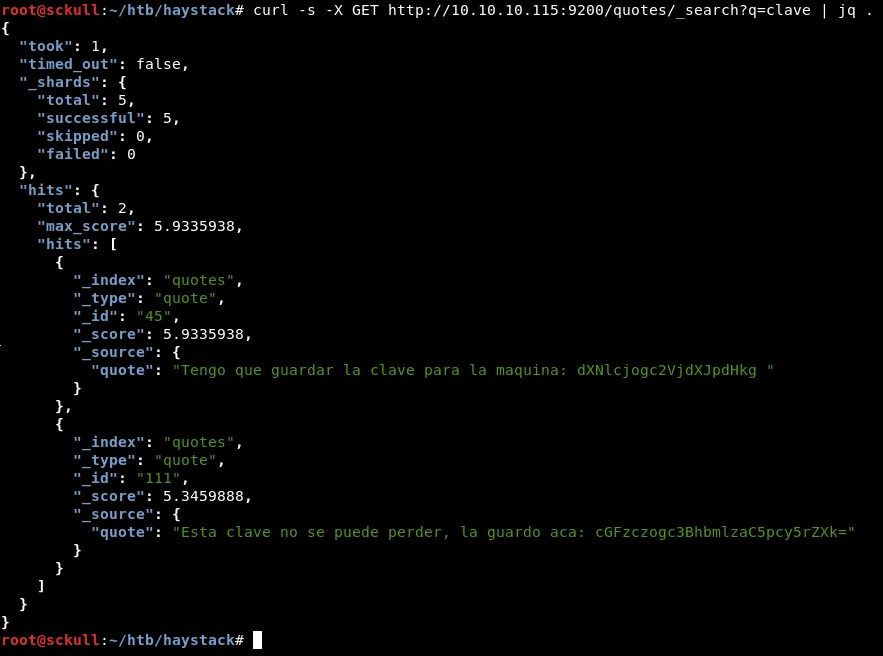 root@sckull:~/htb/haystack# curl -s -X GET http://10.10.10.115:9200/quotes/_search?q=clave | jq .
{
  "took": 1,
  "timed_out": false,
  "_shards": {
    "total": 5,
    "successful": 5,
    "skipped": 0,
    "failed": 0
  },
  "hits": {
    "total": 2,
    "max_score": 5.9335938,
    "hits": [
      {
        "_index": "quotes",
        "_type": "quote",
        "_id": "45",
        "_score": 5.9335938,
        "_source": {
          "quote": "Tengo que guardar la clave para la maquina: dXNlcjogc2VjdXJpdHkg "
        }
      },
      {
        "_index": "quotes",
        "_type": "quote",
        "_id": "111",
        "_score": 5.3459888,
        "_source": {
          "quote": "Esta clave no se puede perder, la guardo aca: cGFzczogc3BhbmlzaC5pcy5rZXk="
        }
      }
    ]
  }
}
root@sckull:~/htb/haystack#